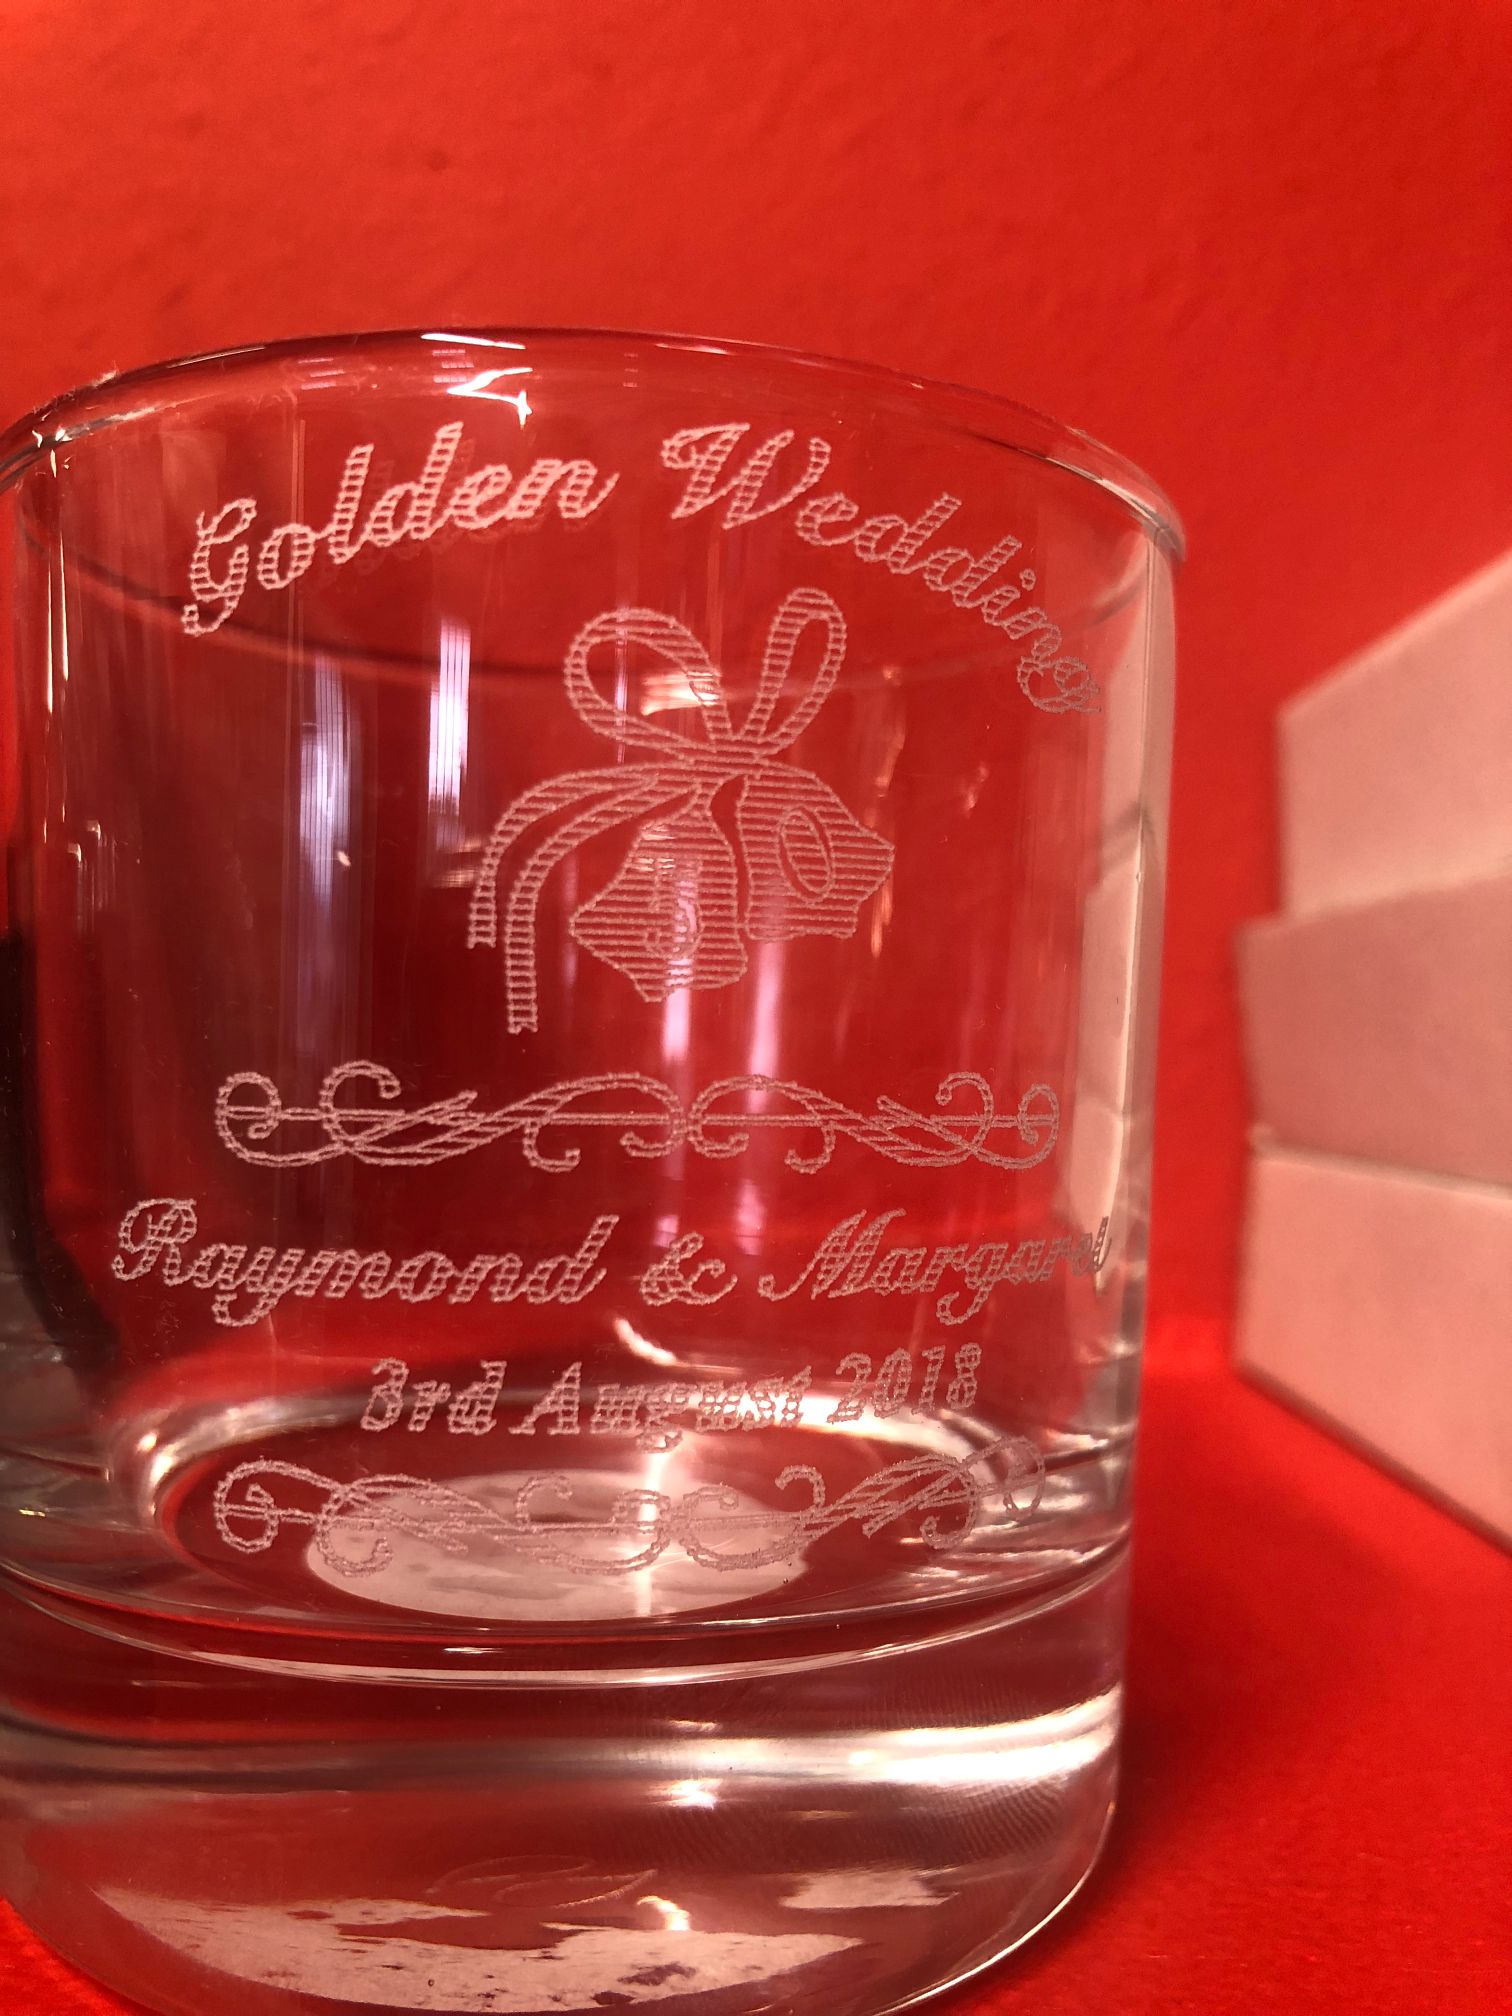 Golden Wedding
Raymond & Margaret
3rd August 2018